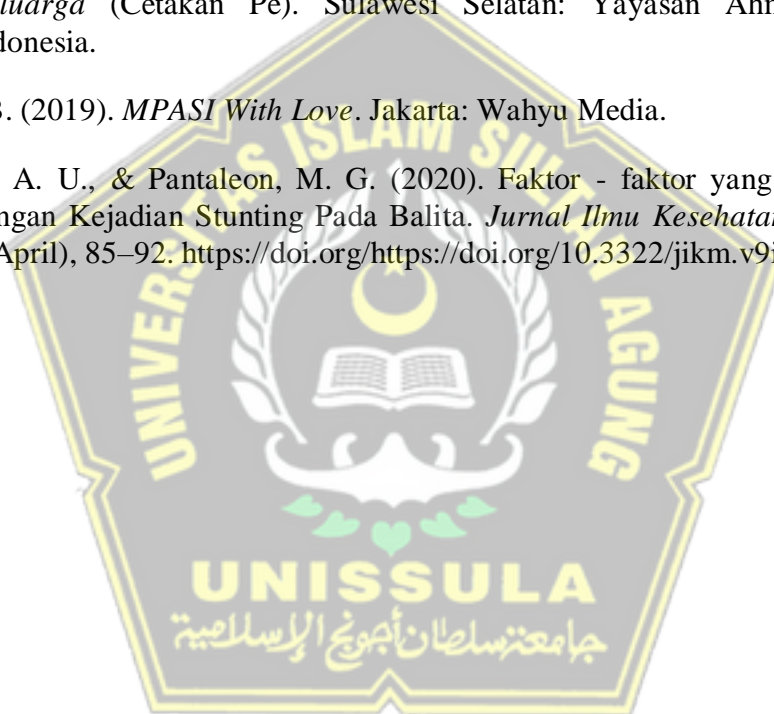 luarga (Cetakan Pe). Sulawesi Selatan: Yayasan
donesia.
. (2019). MPASI With Love. Jakarta: Wahyu Media.
A. U., & Pantaleon, M. G. (2020). Faktor - faktor yang
ngan Kejadian Stunting Pada Balita. Jurnal Ilmu Kesehatan
April), 85–92. https://doi.org/https://doi.org/10.3322/jikm.v9i
UNIVERSITAS ISLAM SULTAN AGUNG
UNISSULA
جامعة سلطان أجونج الإسلامية